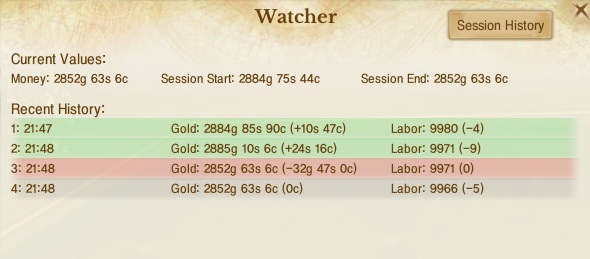 Watcher
Session History
Current Values:
Money: 2852g 63s 6c Session Start: 2884g 75s 44c Session End: 2852g 63s 6c
Recent History:
1: 21:47 Gold: 2884g 85s 90c (+10s 47c) Labor: 9980 (−4)
2: 21:48 Gold: 2885g 10s 6c (+24s 16c) Labor: 9971 (−9)
3: 21:48 Gold: 2852g 63s 6c (−32g 47s 0c) Labor: 9971 (0)
4: 21:48 Gold: 2852g 63s 6c (0c) Labor: 9966 (−5)